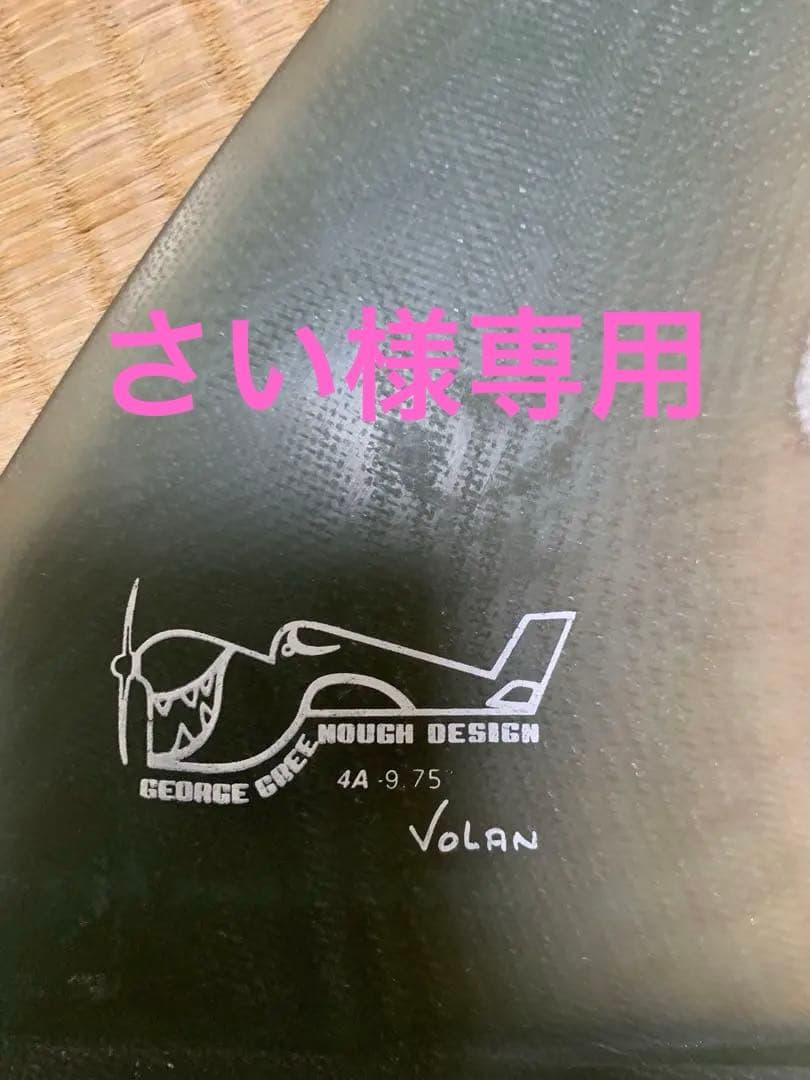 さい様専用
GEORGE GREENOUGH DESIGN
4A-9.75
VOLAN